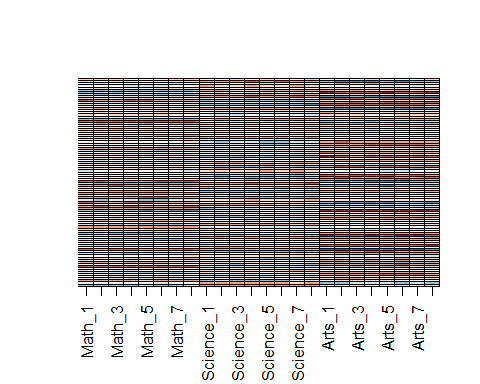 Math_1
Math_3
Math_5
Math_7
Science_1
Science_3
Science_5
Science_7
Arts_1
Arts_3
Arts_5
Arts_7